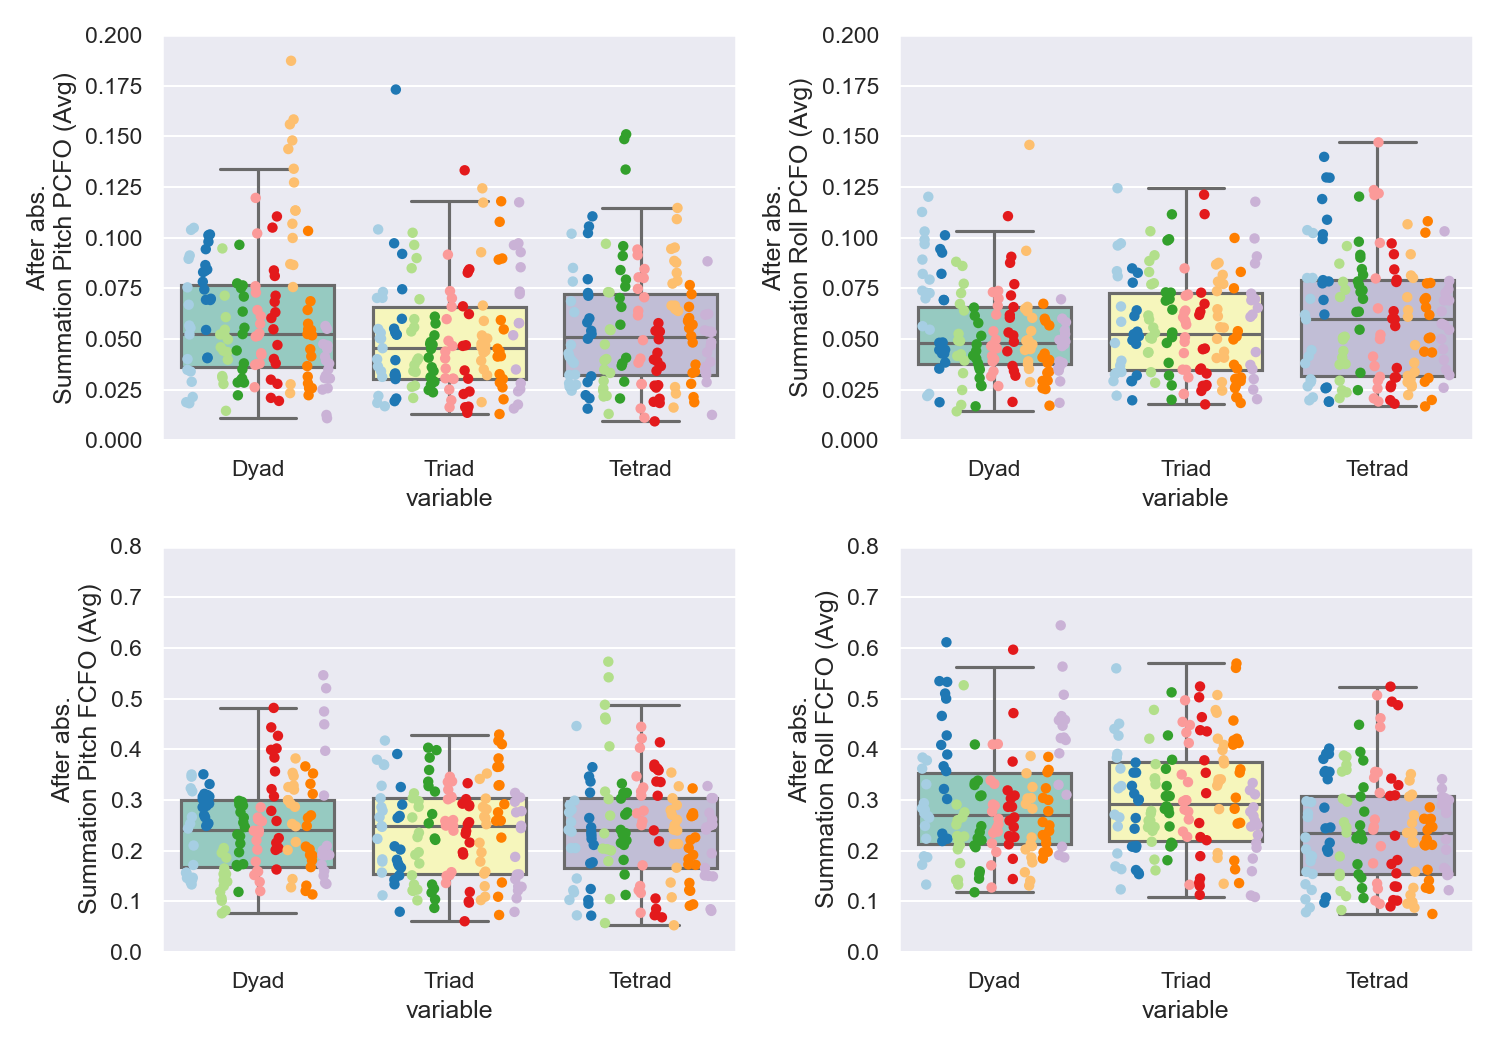 After abs.
Summation Pitch PCFO (Avg)
0.200
0.175
0.150
0.125
0.100
0.075
0.050
0.025
0.000
Dyad
Triad
Tetrad
variable
After abs.
Summation Roll PCFO (Avg)
0.200
0.175
0.150
0.125
0.100
0.075
0.050
0.025
0.000
Dyad
Triad
Tetrad
variable
After abs.
Summation Pitch FCFO (Avg)
0.8
0.7
0.6
0.5
0.4
0.3
0.2
0.1
0.0
Dyad
Triad
Tetrad
variable
After abs.
Summation Roll FCFO (Avg)
0.8
0.7
0.6
0.5
0.4
0.3
0.2
0.1
0.0
Dyad
Triad
Tetrad
variable